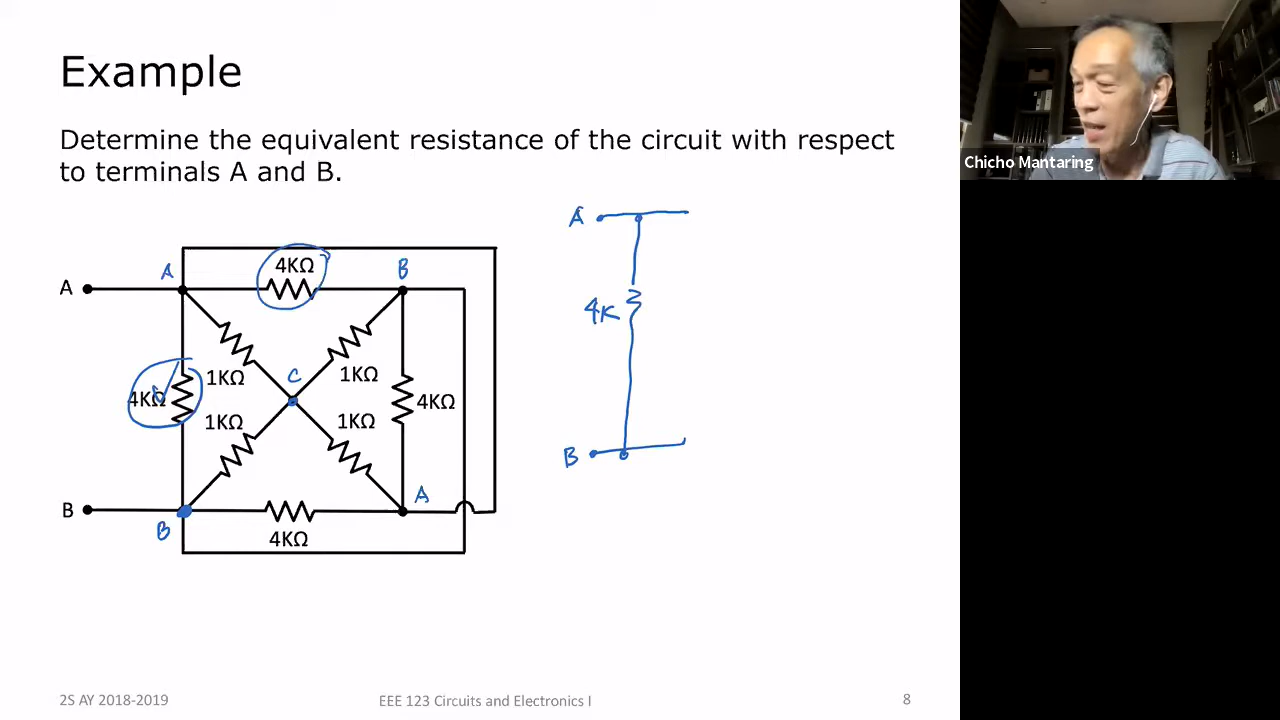 Example
Determine the equivalent resistance of the circuit with respect
to terminals A and B.
Chicho Mantaring
A
A
4KΩ
B
A
4K
4KΩ
1KΩ
C
1KΩ
4KΩ
1KΩ
1KΩ
B
B
A
B
4KΩ
2S AY 2018-2019
EEE 123 Circuits and Electronics I
8